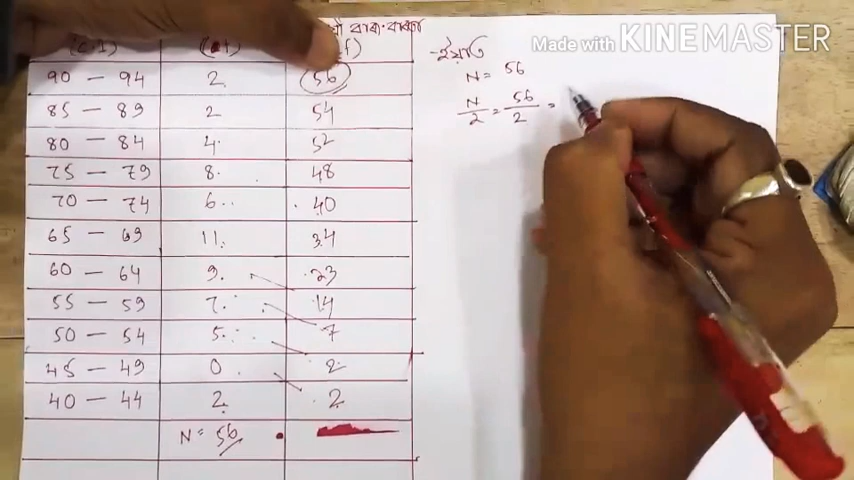 Made with KINEMASTER
(C.I) (f)
90 — 94 2 56
85 — 89 2 54
80 — 84 4 52
75 — 79 8 48
70 — 74 6 40
65 — 69 11 34
60 — 64 9 23
55 — 59 7 14
50 — 54 5 7
45 — 49 0 2
40 — 44 2 2
N = 56
ইয়াত
N = 56
N/2 = 56/2 =